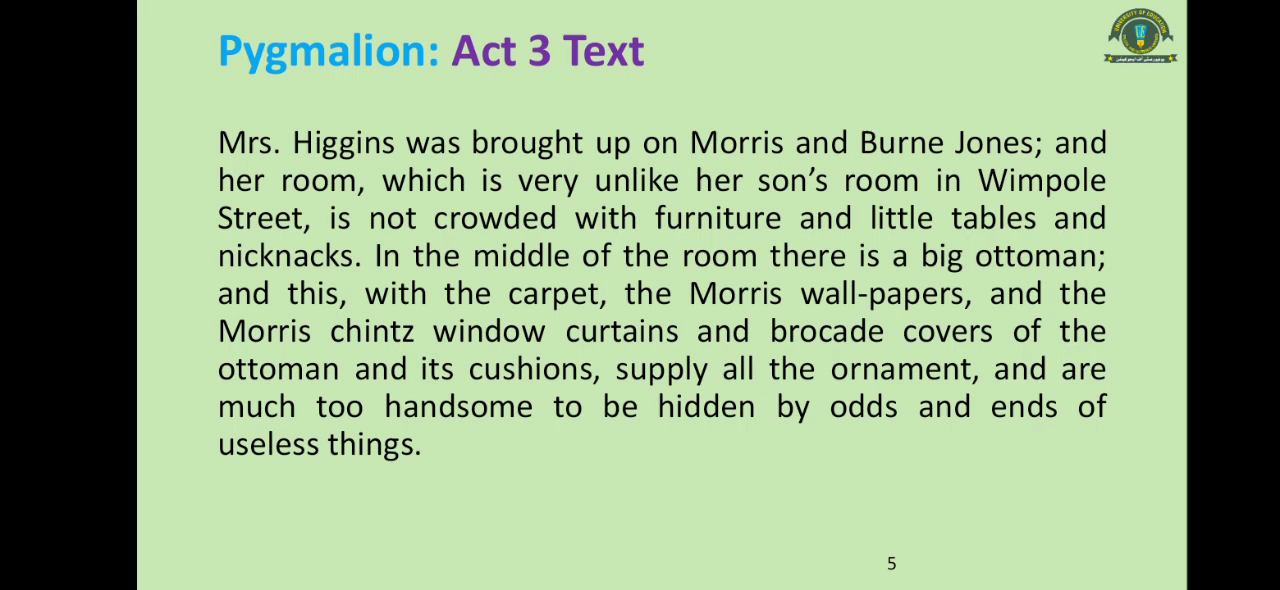 Pygmalion: Act 3 Text
UNIVERSITY OF EDUCATION
Mrs. Higgins was brought up on Morris and Burne Jones; and
her room, which is very unlike her son’s room in Wimpole
Street, is not crowded with furniture and little tables and
nicknacks. In the middle of the room there is a big ottoman;
and this, with the carpet, the Morris wall-papers, and the
Morris chintz window curtains and brocade covers of the
ottoman and its cushions, supply all the ornament, and are
much too handsome to be hidden by odds and ends of
useless things.
5